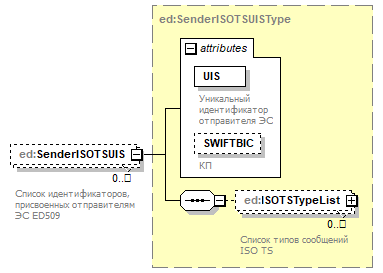 ed:SenderISOTSUISType
attributes
UIS
Уникальный
идентификатор
отправителя ЭС
SWIFTBIC
КП
ed:SenderISOTSUIS
0..
Список идентификаторов,
присвоенных отправителям
ЭС ED509
ed:ISOTSTypeList
0..
Список типов сообщений
ISO TS